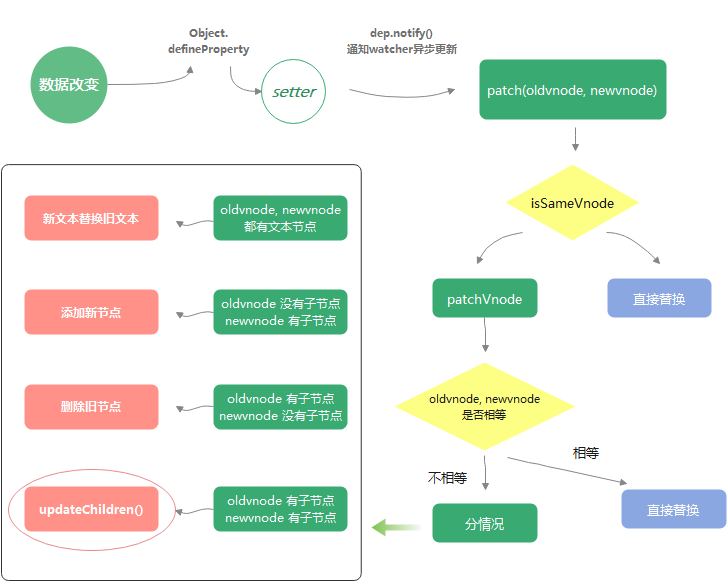 数据改变
Object.
defineProperty
setter
dep.notify()
通知watcher异步更新
patch(oldvnode, newvnode)
isSameVnode
patchVnode
直接替换
oldvnode, newvnode
是否相等
不相等
相等
分情况
直接替换
新文本替换旧文本
oldvnode, newvnode
都有文本节点
添加新节点
oldvnode 没有子节点
newvnode 有子节点
删除旧节点
oldvnode 有子节点
newvnode 没有子节点
updateChildren()
oldvnode 有子节点
newvnode 有子节点